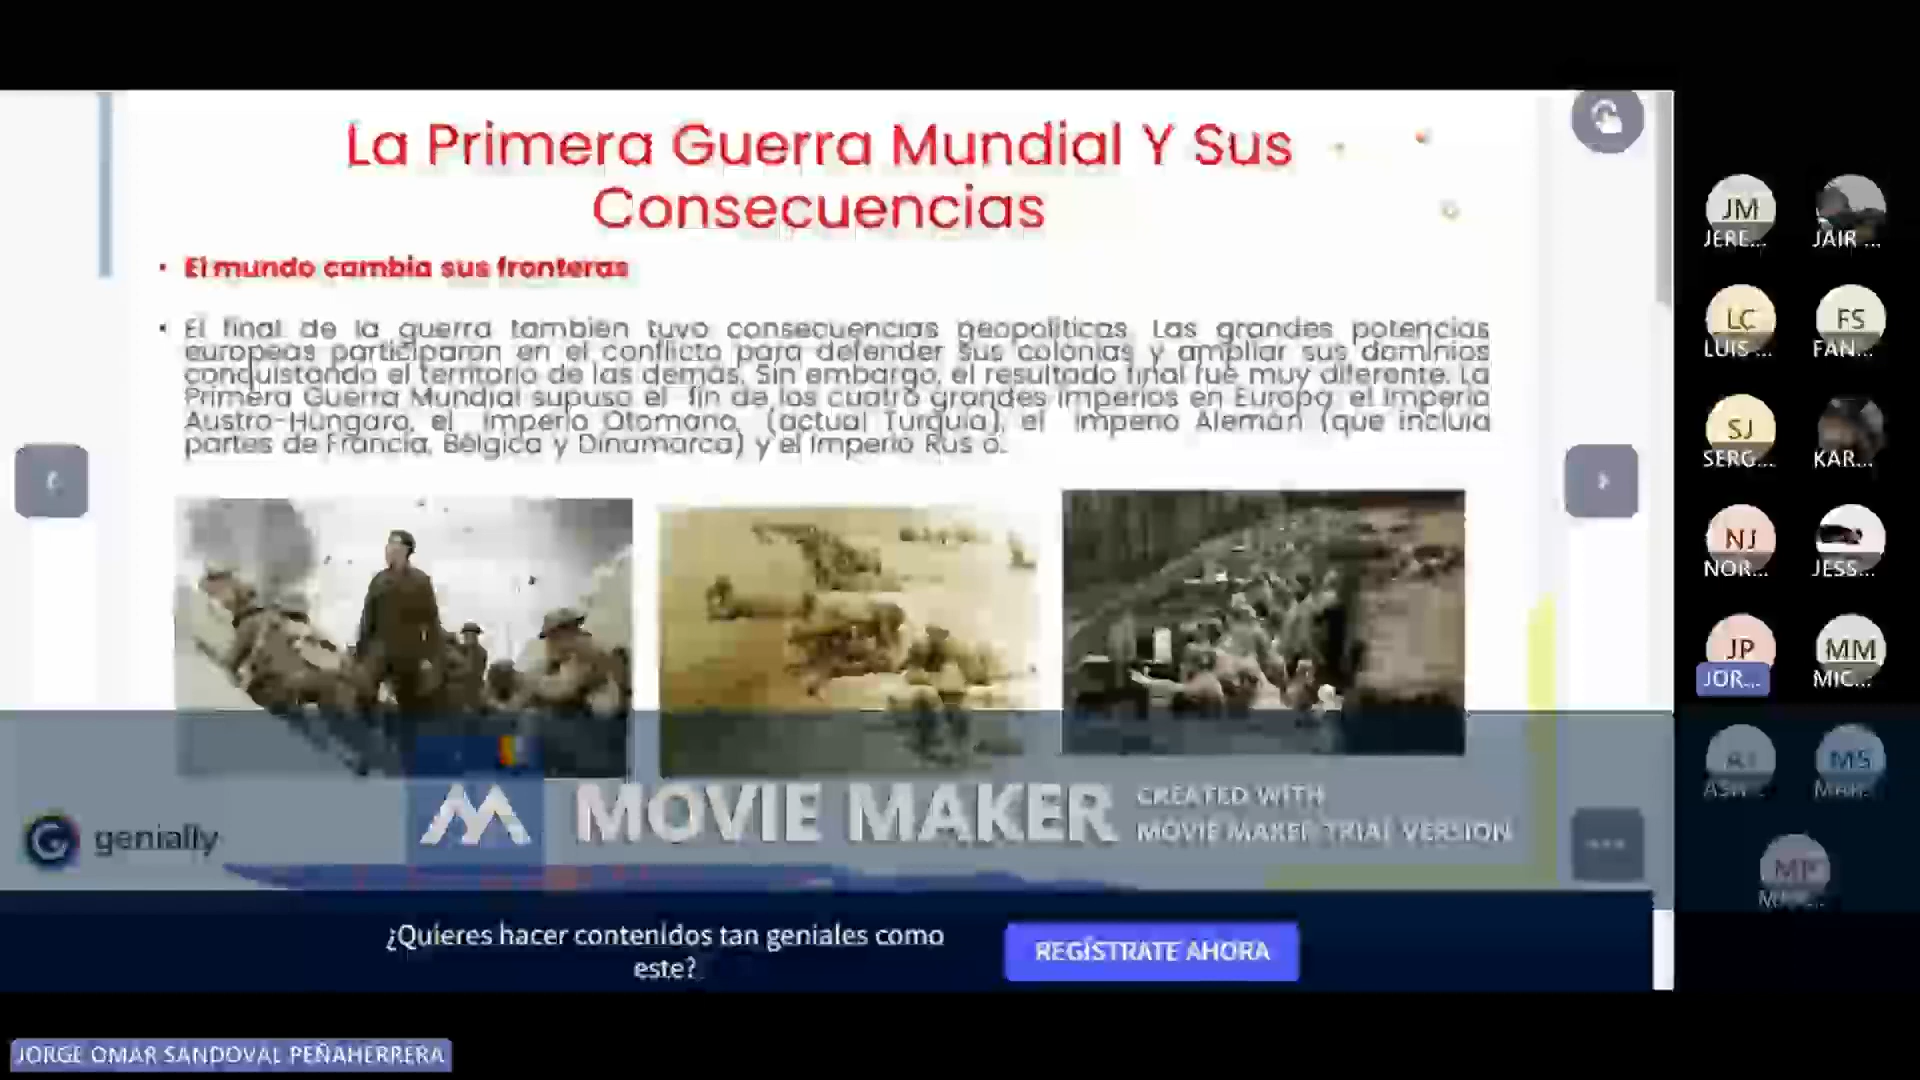 La Primera Guerra Mundial Y Sus
Consecuencias
• El mundo cambia sus fronteras
• El final de la guerra también tuvo consecuencias geopolíticas. Las grandes potencias
europeas participaron en el conflicto para defender sus colonias y ampliar sus dominios
conquistando el territorio de las demás. Sin embargo, el resultado final fue muy diferente. La
Primera Guerra Mundial supuso el fin de los cuatro grandes imperios en Europa: el Imperio
Austro-Húngaro, el Imperio Otomano (actual Turquía), el Imperio Alemán (que incluía
partes de Francia, Bélgica y Dinamarca) y el Imperio Rus o.
JM
JERE...
JAIR ...
LC
LUIS ...
FS
FAN...
SJ
SERG...
KAR...
NJ
NOR...
JESS...
JP
JOR...
MM
MIC...
MS
MP
genially
MOVIE MAKER
CREATED WITH
MOVIE MAKER TRIAL VERSION
¿Quieres hacer contenidos tan geniales como
este?
REGÍSTRATE AHORA
JORGE OMAR SANDOVAL PEÑAHERRERA